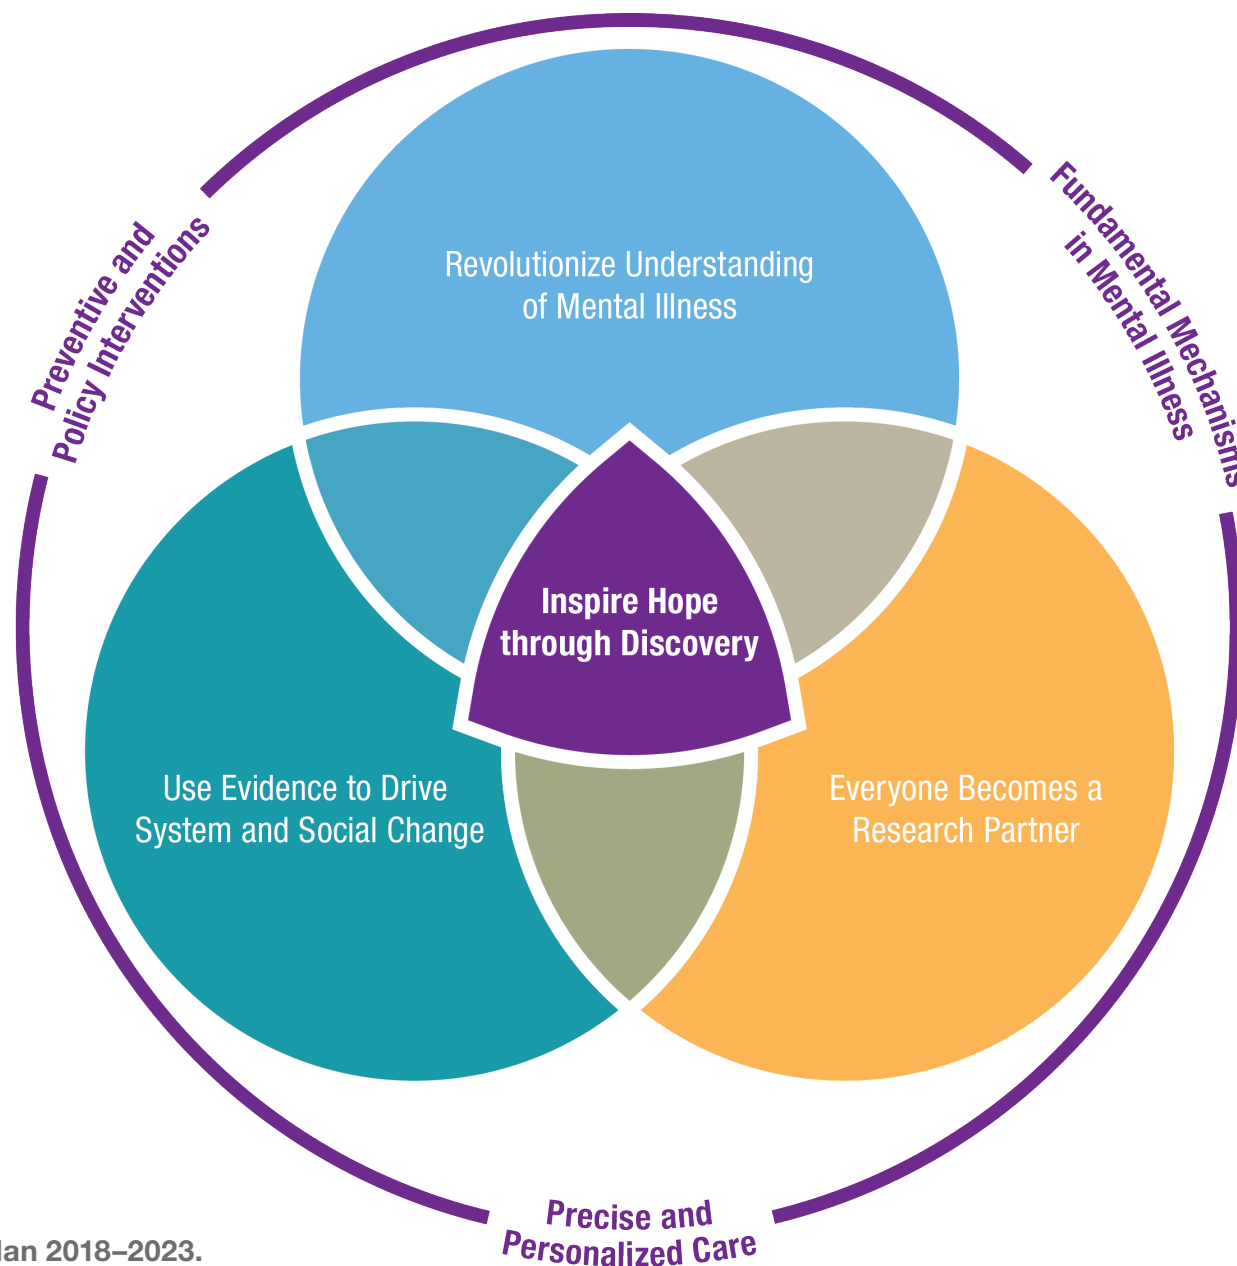 Revolutionize Understanding
of Mental Illness
Preventive and
Policy Interventions
Fundamental Mechanisms
in Mental Illness
Inspire Hope
through Discovery
Use Evidence to Drive
System and Social Change
Everyone Becomes a
Research Partner
Precise and
Personalized Care
2018–2023.